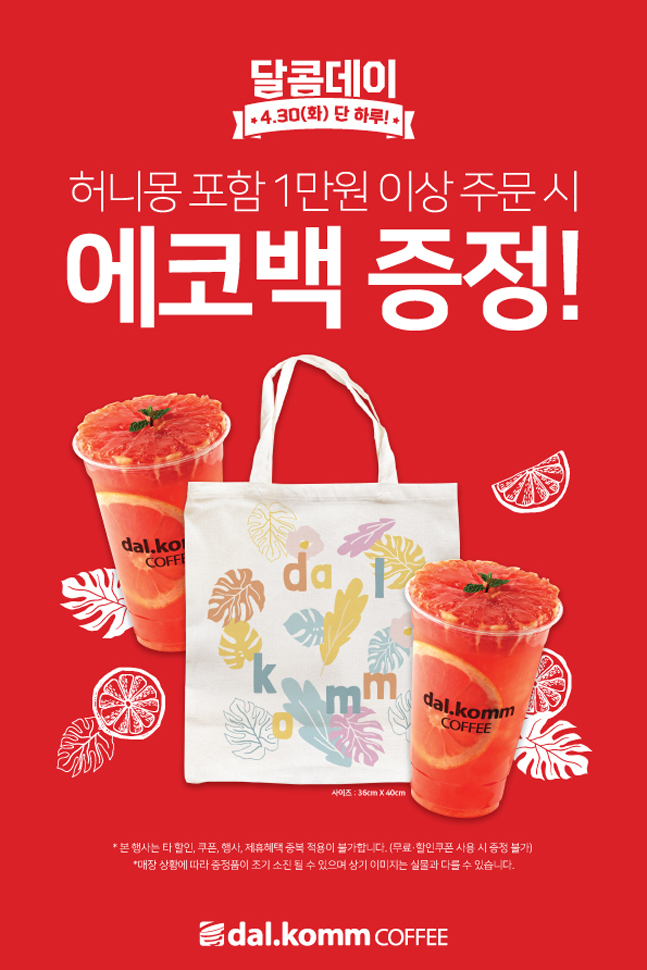 달콤데이
4.30(화) 단 하루!
허니몽 포함 1만원 이상 주문 시
에코백 증정!
dal.komm
COFFEE
da l
k
o mm
dal.komm
COFFEE
사이즈 : 36cm X 40cm
* 본 행사는 타 할인, 쿠폰, 행사, 제휴혜택 중복 적용이 불가합니다. (무료·할인쿠폰 사용 시 증정 불가)
*매장 상황에 따라 증정품이 조기 소진 될 수 있으며 상기 이미지는 실물과 다를 수 있습니다.
dal.komm COFFEE